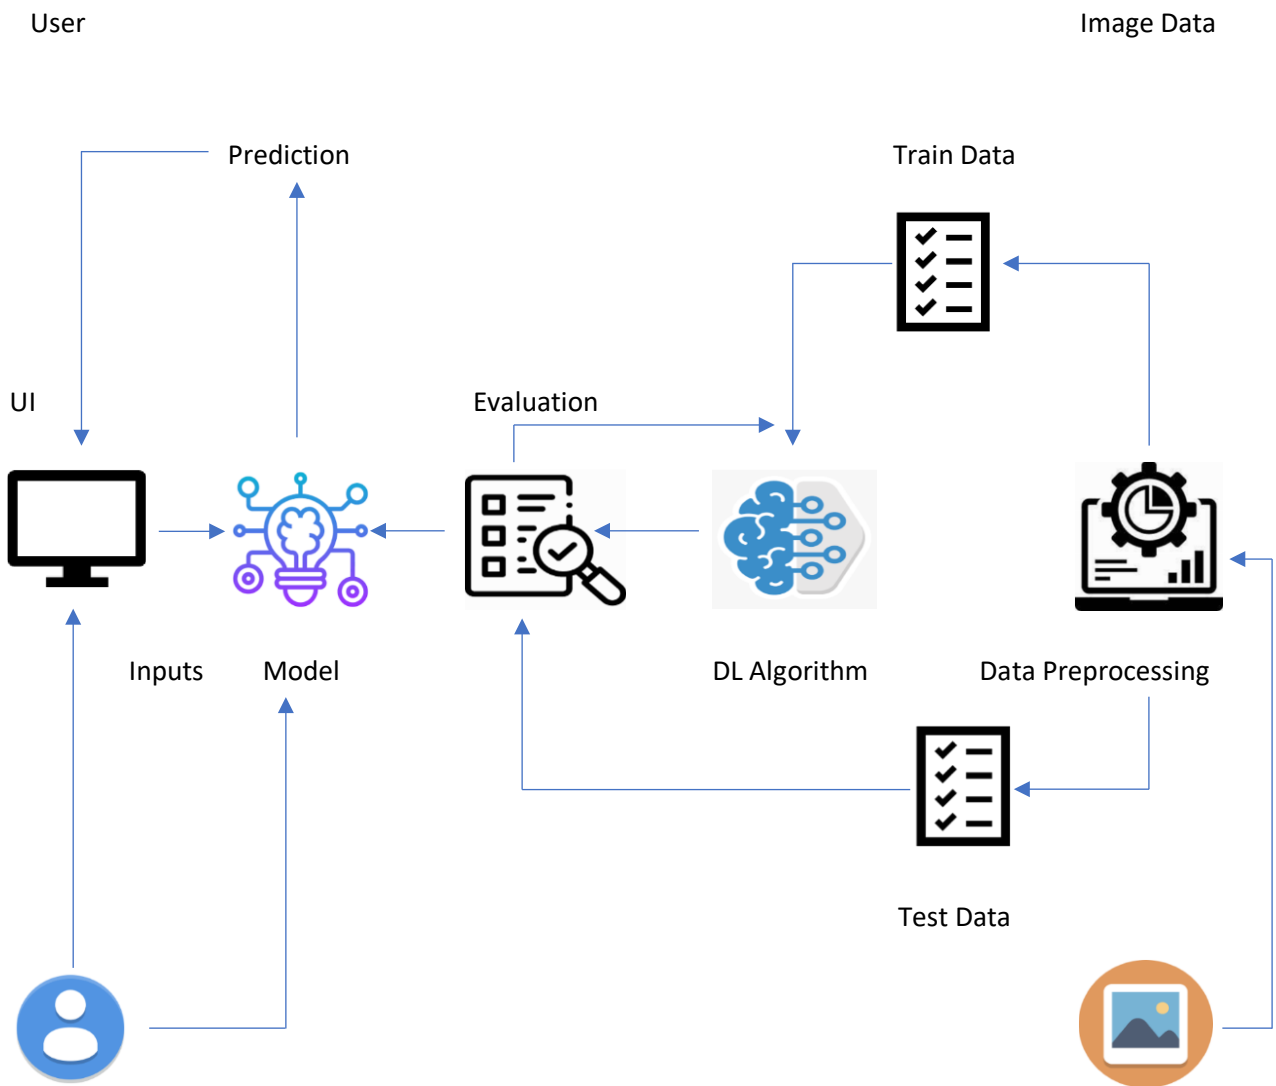 User
Image Data
Prediction
Train Data
UI
Evaluation
Inputs
Model
DL Algorithm
Data Preprocessing
Test Data